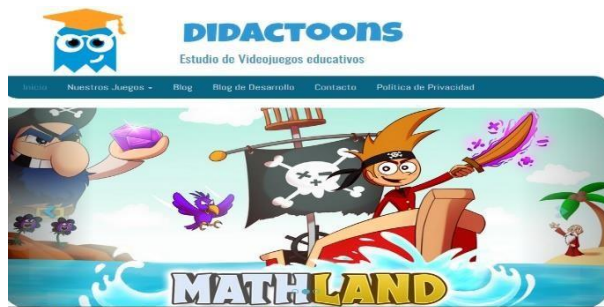 DIDACTOONS
Estudio de Videojuegos educativos
Inicio Nuestros Juegos Blog Blog de Desarrollo Contacto Política de Privacidad
MATHLAND